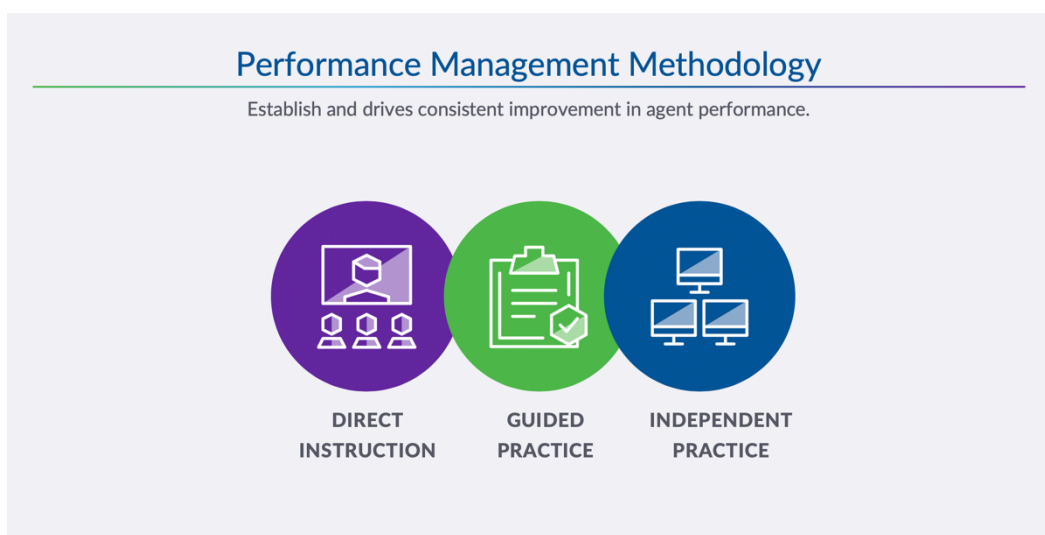 Performance Management Methodology
Establish and drives consistent improvement in agent performance.
DIRECT
INSTRUCTION
GUIDED
PRACTICE
INDEPENDENT
PRACTICE